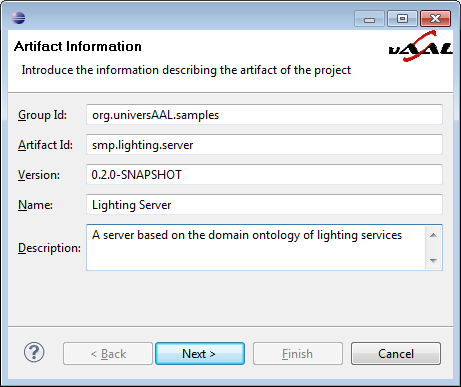 Artifact Information
Introduce the information describing the artifact of the project
uAAL
Group Id: org.universAAL.samples
Artifact Id: smp.lighting.server
Version: 0.2.0-SNAPSHOT
Name: Lighting Server
Description: A server based on the domain ontology of lighting services
? < Back Next > Finish Cancel